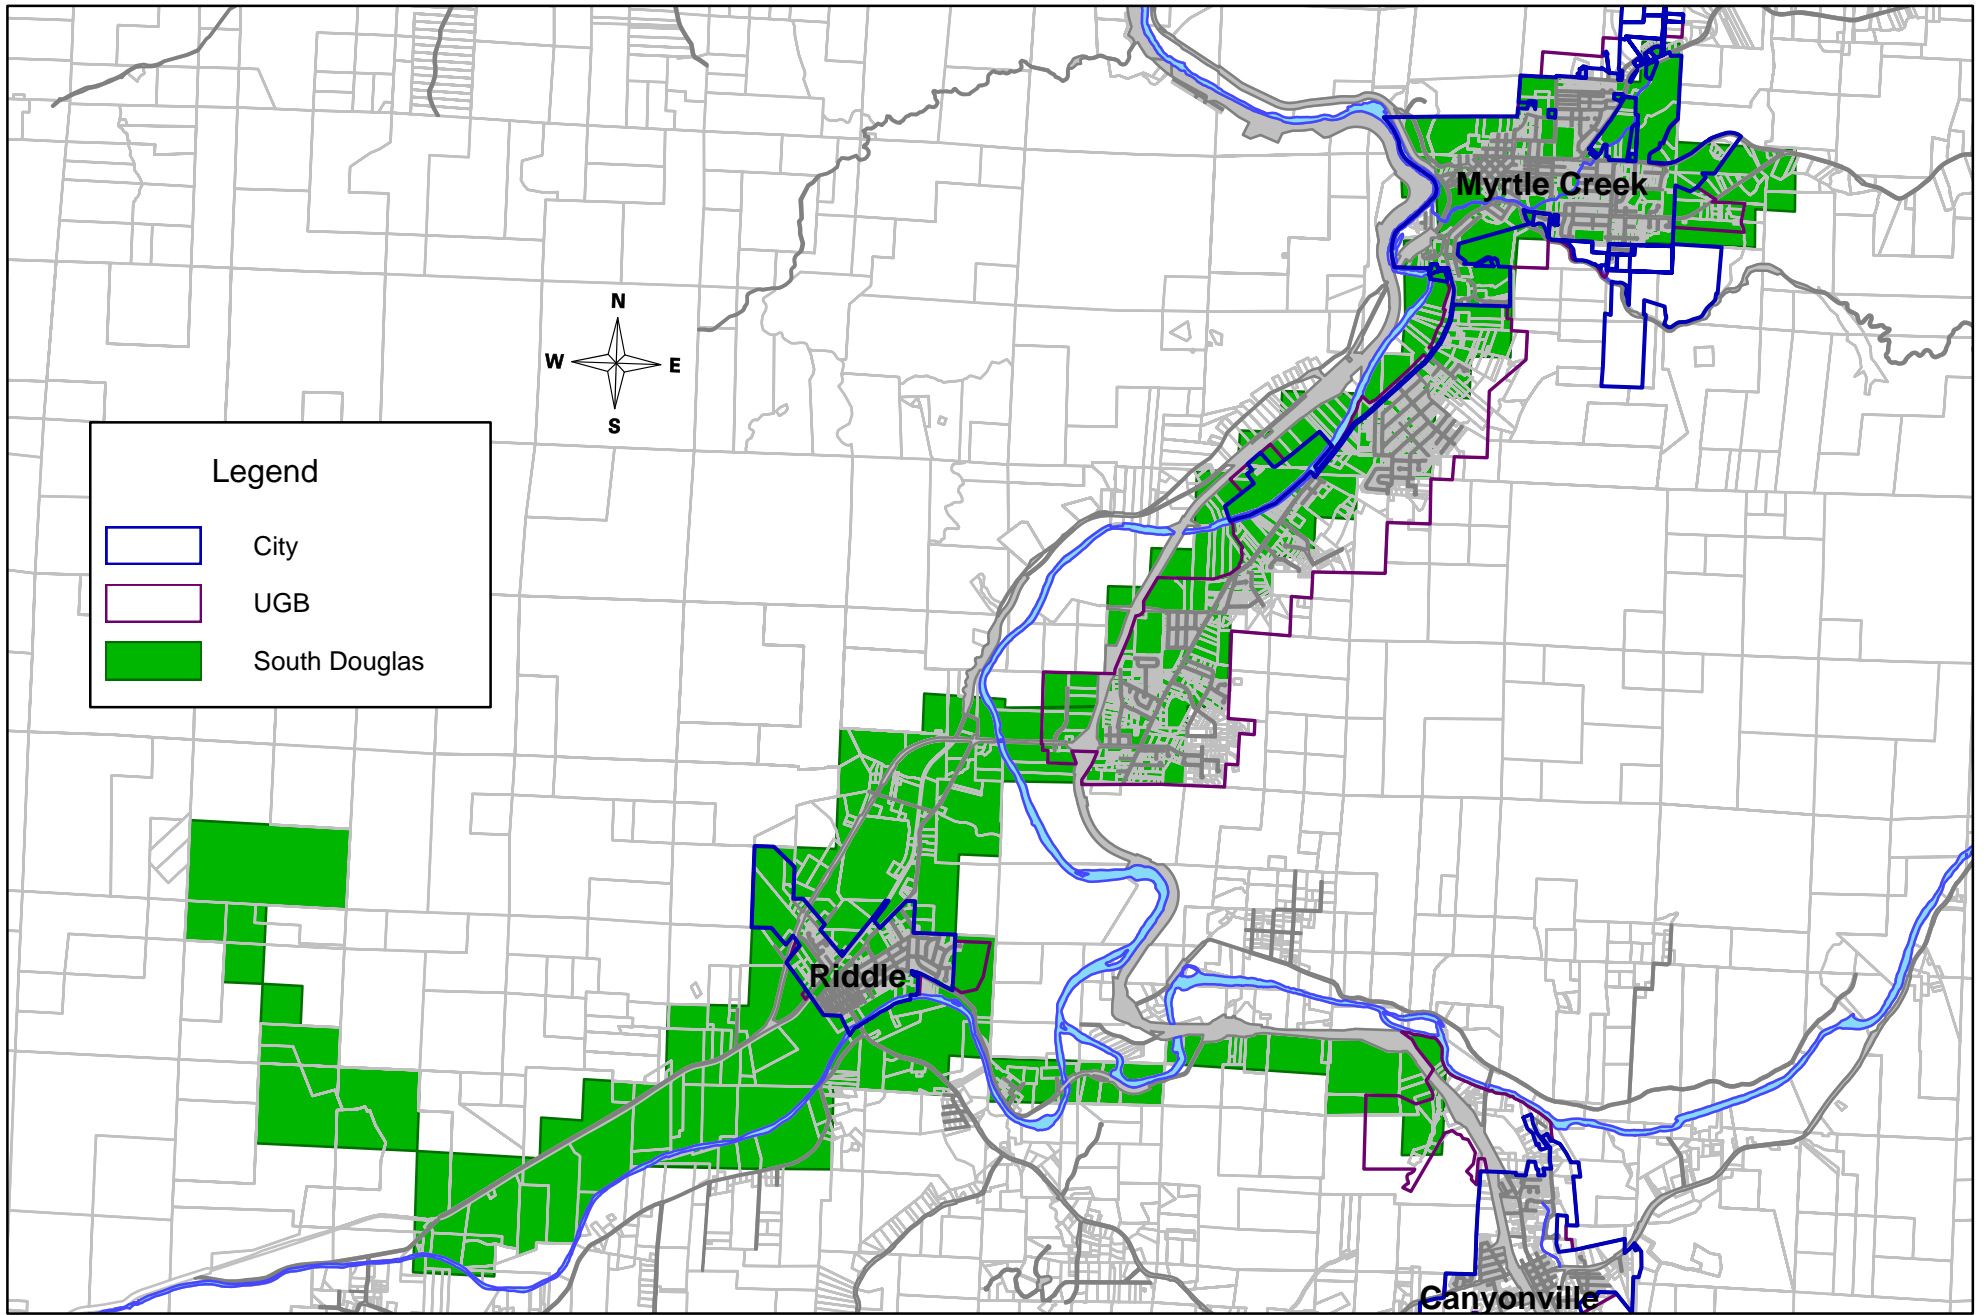 Myrtle Creek
N
W E
S
Legend
City
UGB
South Douglas
Riddle
Canyonville